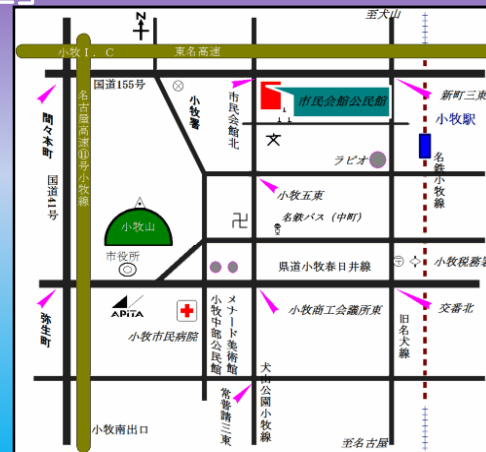 至犬山
N
小牧I.C
東名高速
国道155号
小牧署
市民会館北
市民会館公民館
新町三東
小牧駅
間々本町
名古屋高速⑪号小牧線
国道41号
文
ラピオ
名鉄小牧線
小牧五東
小牧山
卍
名鉄バス（中町）
市役所
県道小牧春日井線
小牧税務署
弥生町
APiTA
小牧市民病院
小牧中部公民館
メナード美術館
小牧商工会議所東
交番北
旧名犬線
犬山公園小牧線
常普請三東
小牧南出口
至名古屋